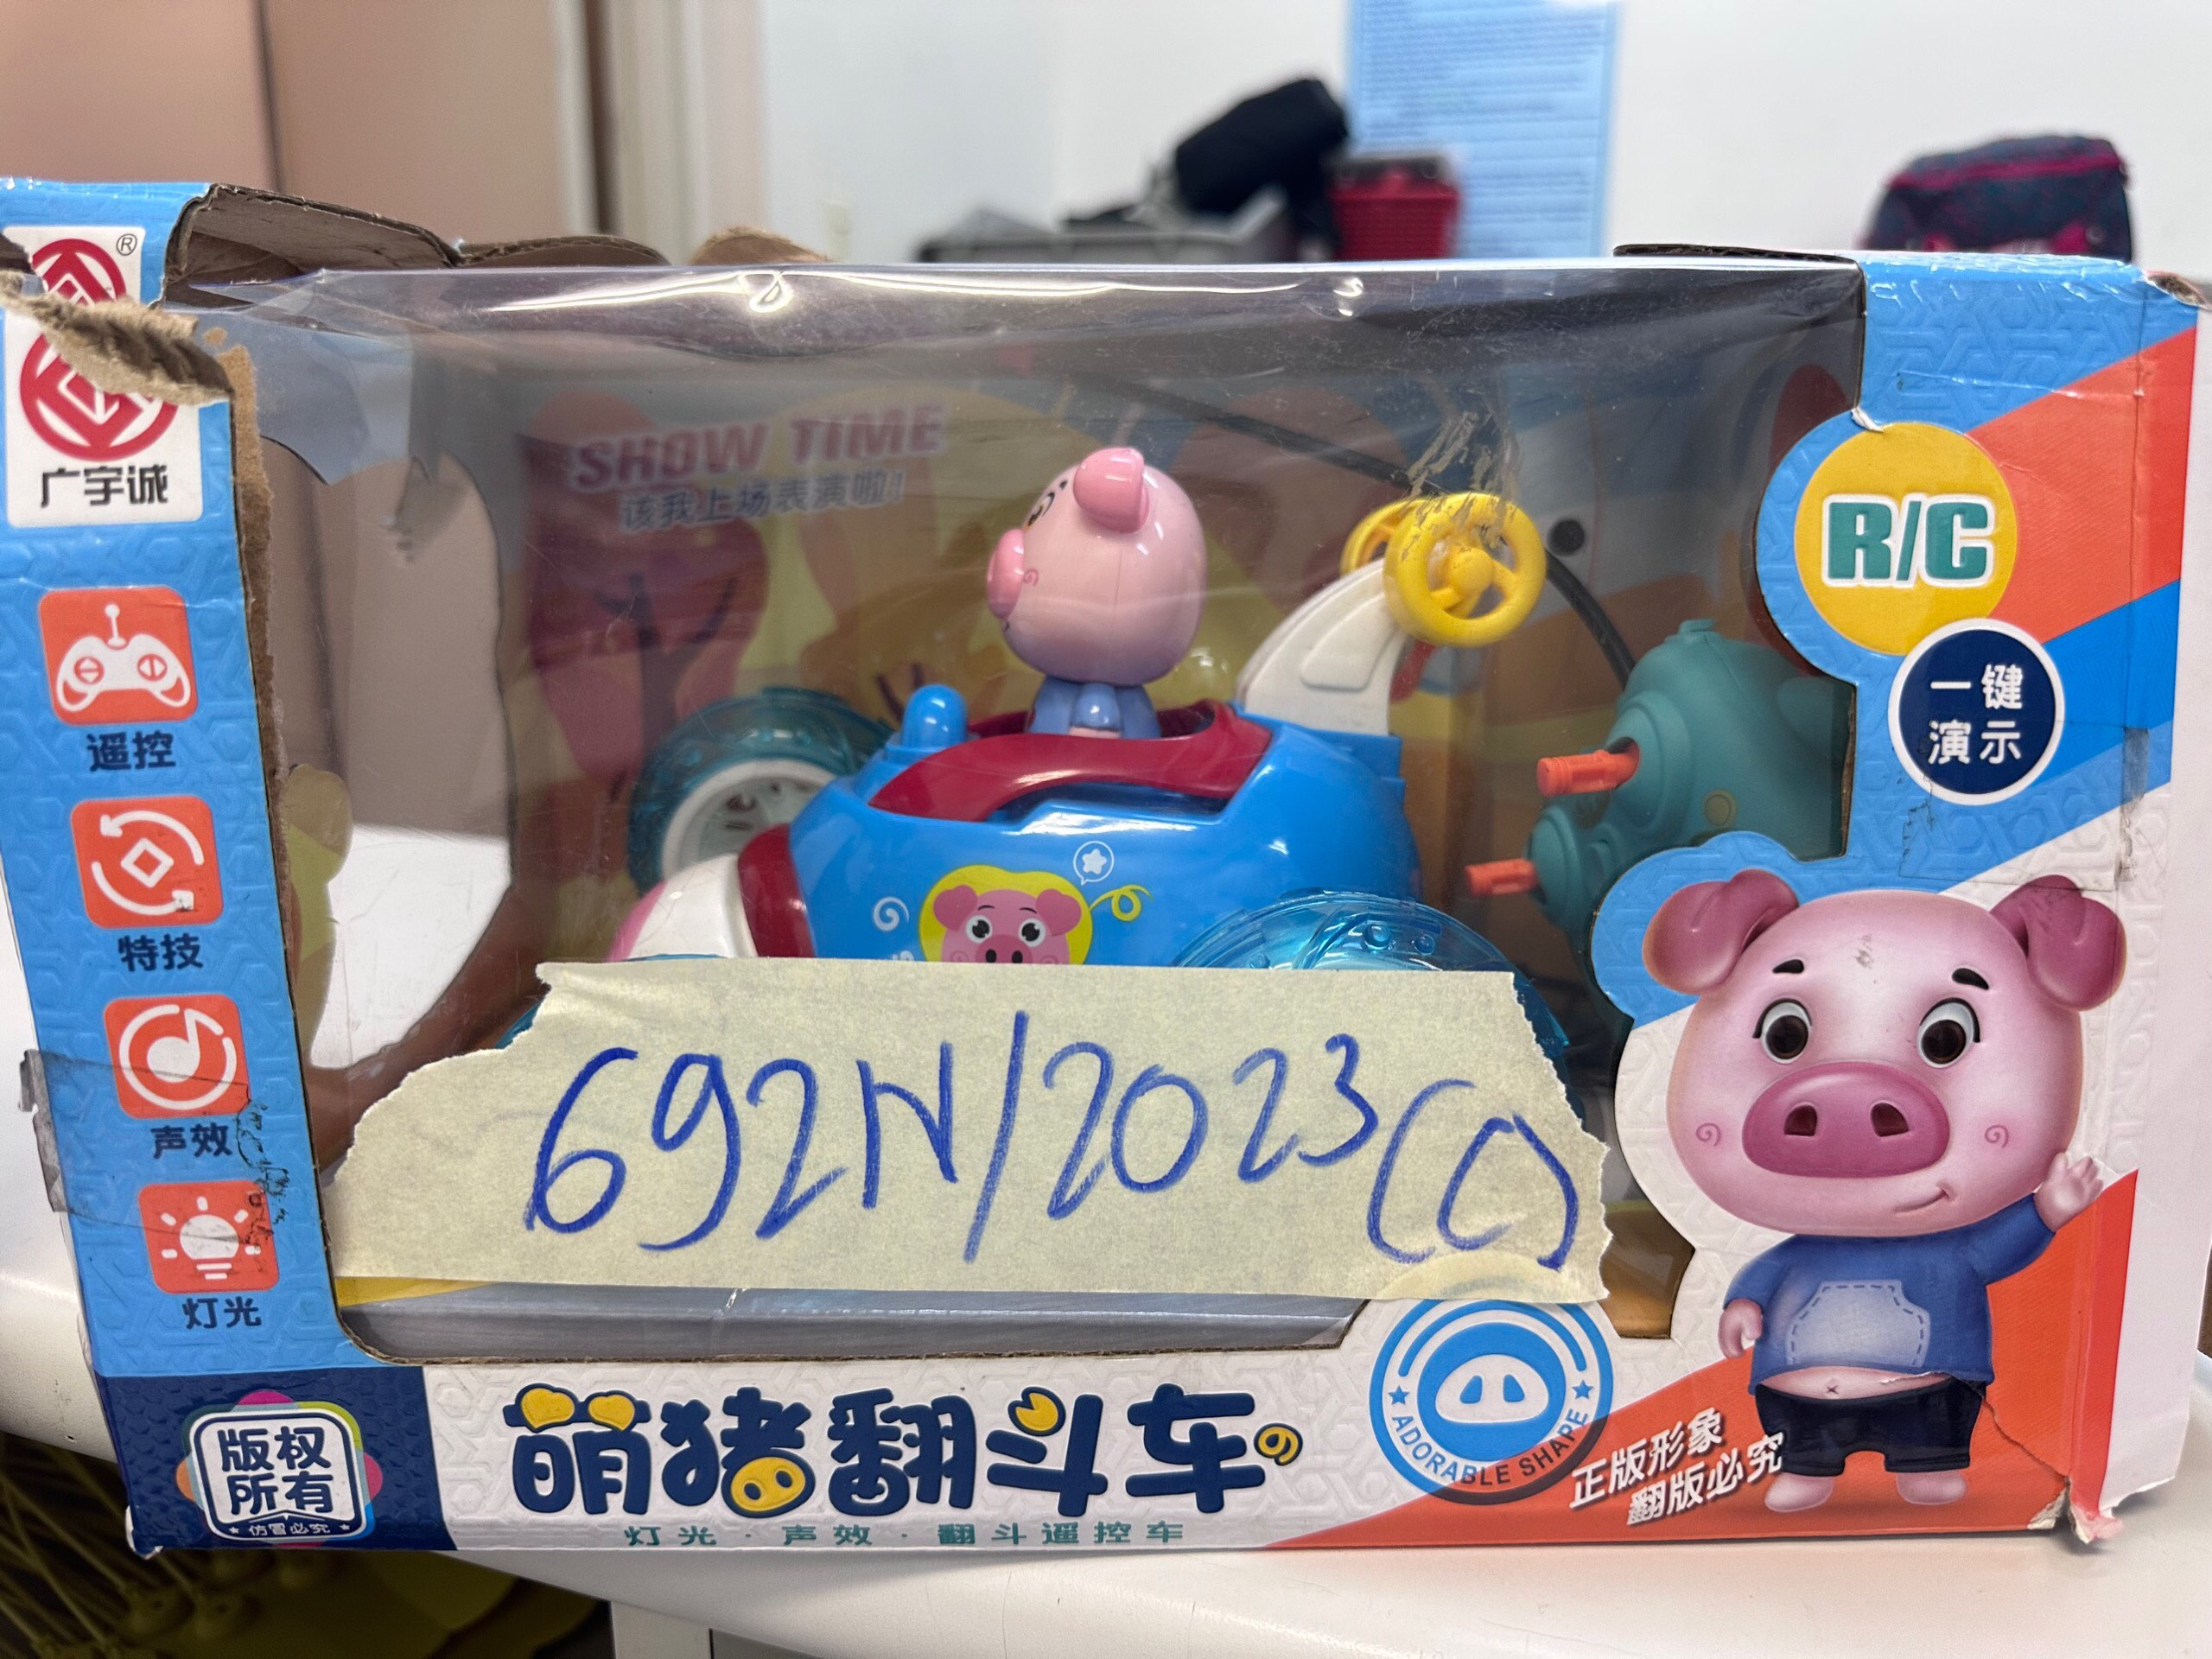 ®
广宇诚
SHOW TIME
该我上场表演啦!
R/C
一键
演示
遥控
特技
声效
灯光
692N/2023(C)
版权
所有
仿冒必究
萌猪翻斗车
灯光·声效·翻斗遥控车
ADORABLE SHAPE
正版形象
翻版必究